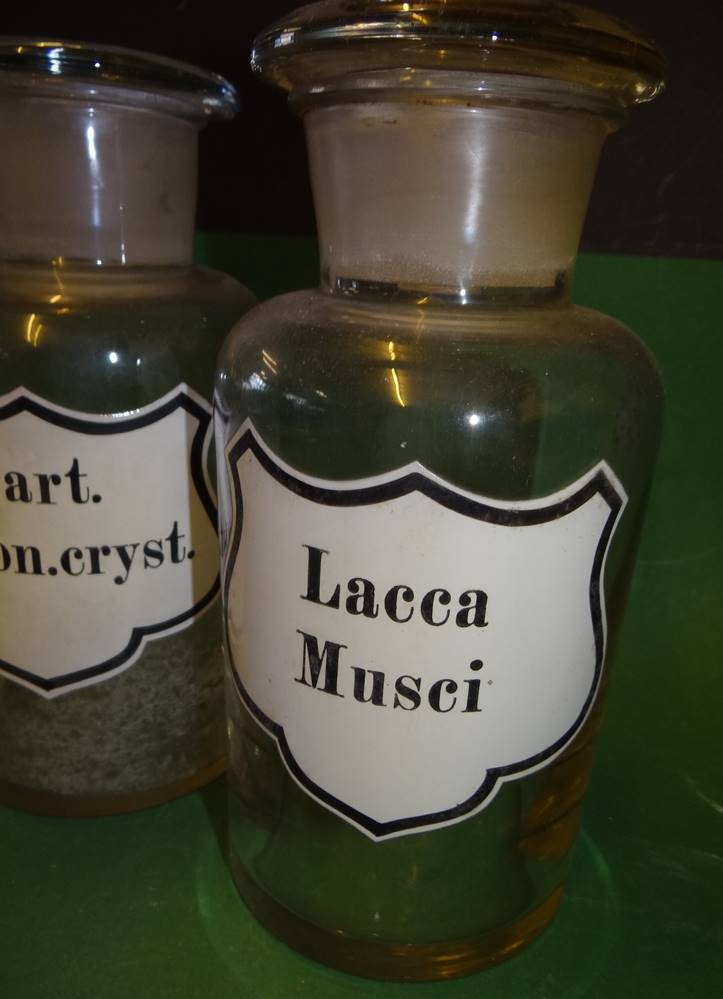 art.
on.cryst.
Lacca
Musci